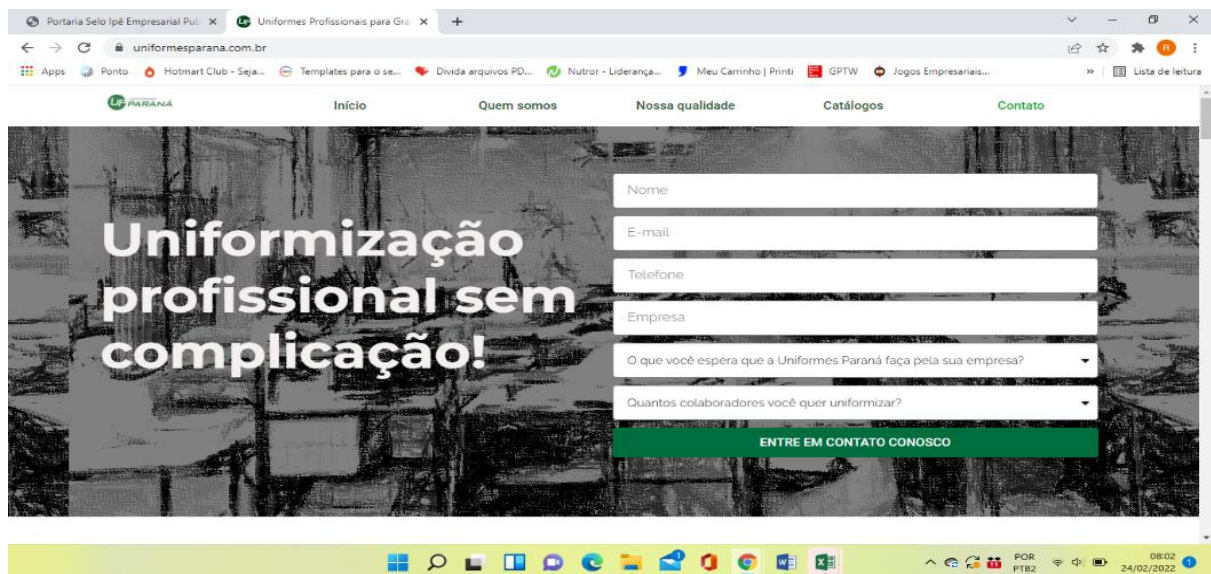 Portaria Selo Ipê Empresarial Pub
Uniformes Profissionais para Gra
uniformesparana.com.br
Apps Ponto Hotmart Club - Seja... Templates para o se... Divida arquivos PD... Nutror - Liderança... Meu Carrinho | Printi GPTW Jogos Empresariais... » Lista de leitura
UP PARANÁ Início Quem somos Nossa qualidade Catálogos Contato
Uniformização
profissional sem
complicação!
Nome
E-mail
Telefone
Empresa
O que você espera que a Uniformes Paraná faça pela sua empresa?
Quantos colaboradores você quer uniformizar?
ENTRE EM CONTATO CONOSCO
POR
PTB2
08:02
24/02/2022